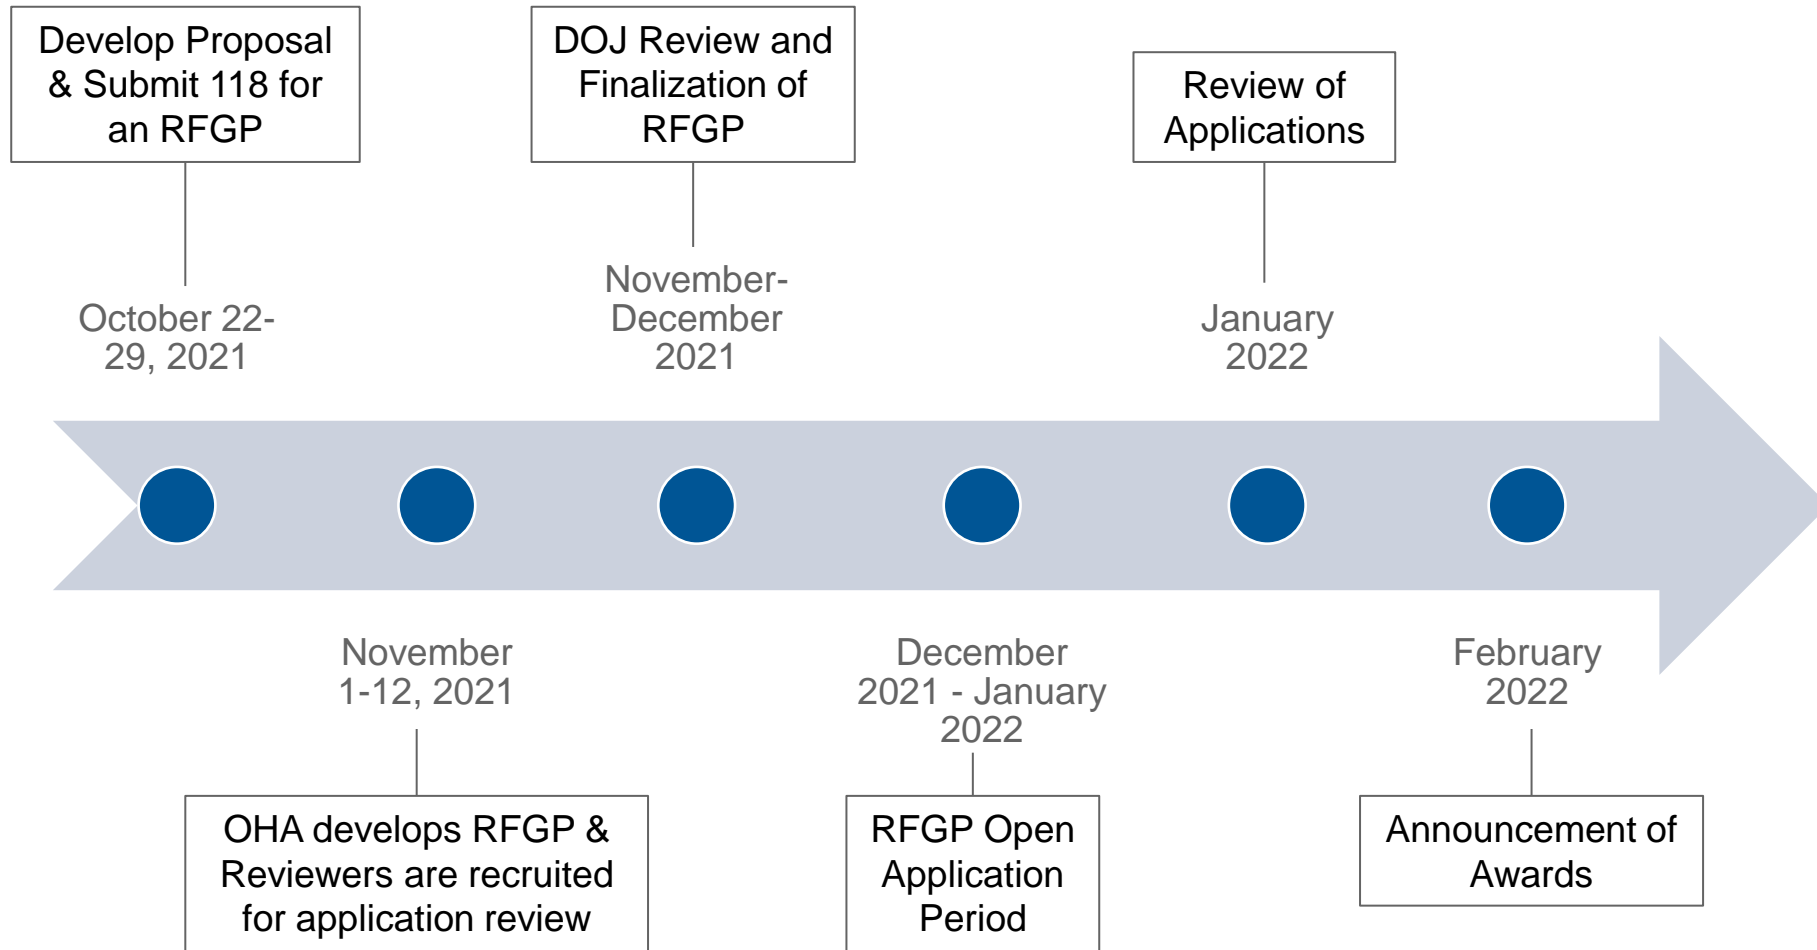 Develop Proposal
& Submit 118 for
an RFGP
October 22-
29, 2021
November
1-12, 2021
OHA develops RFGP &
Reviewers are recruited
for application review
DOJ Review and
Finalization of
RFGP
November-
December
2021
December
2021 - January
2022
RFGP Open
Application
Period
Review of
Applications
January
2022
February
2022
Announcement of
Awards